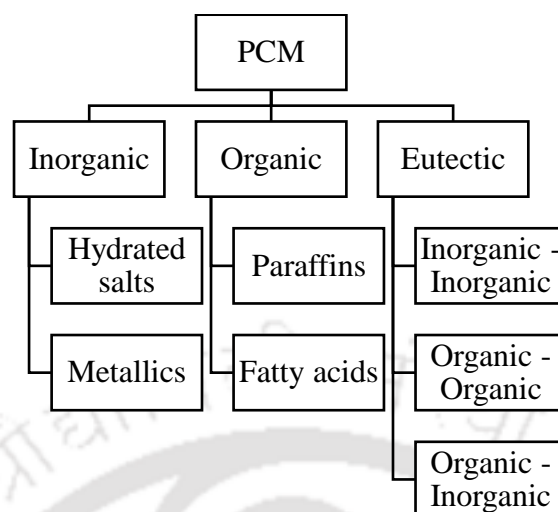 PCM
Inorganic
Organic
Eutectic
Hydrated
salts
Paraffins
Inorganic -
Inorganic
Metallics
Fatty acids
Organic -
Organic
Organic -
Inorganic